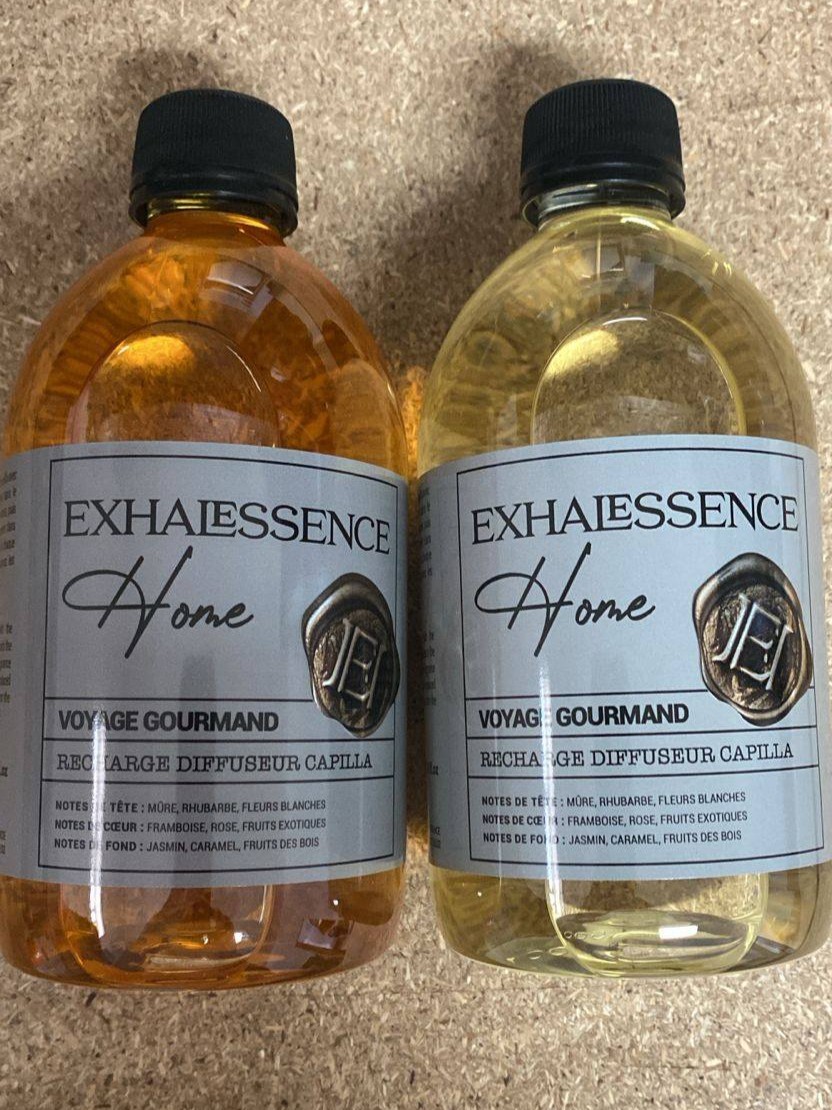 EXHALESSENCE
Home
VOYAGE GOURMAND
RECHARGE DIFFUSEUR CAPILLA
NOTES DE TÊTE : MÛRE, RHUBARBE, FLEURS BLANCHES
NOTES DE CŒUR : FRAMBOISE, ROSE, FRUITS EXOTIQUES
NOTES DE FOND : JASMIN, CARAMEL, FRUITS DES BOIS
EXHALESSENCE
Home
VOYAGE GOURMAND
RECHARGE DIFFUSEUR CAPILLA
NOTES DE TÊTE : MÛRE, RHUBARBE, FLEURS BLANCHES
NOTES DE CŒUR : FRAMBOISE, ROSE, FRUITS EXOTIQUES
NOTES DE FOND : JASMIN, CARAMEL, FRUITS DES BOIS